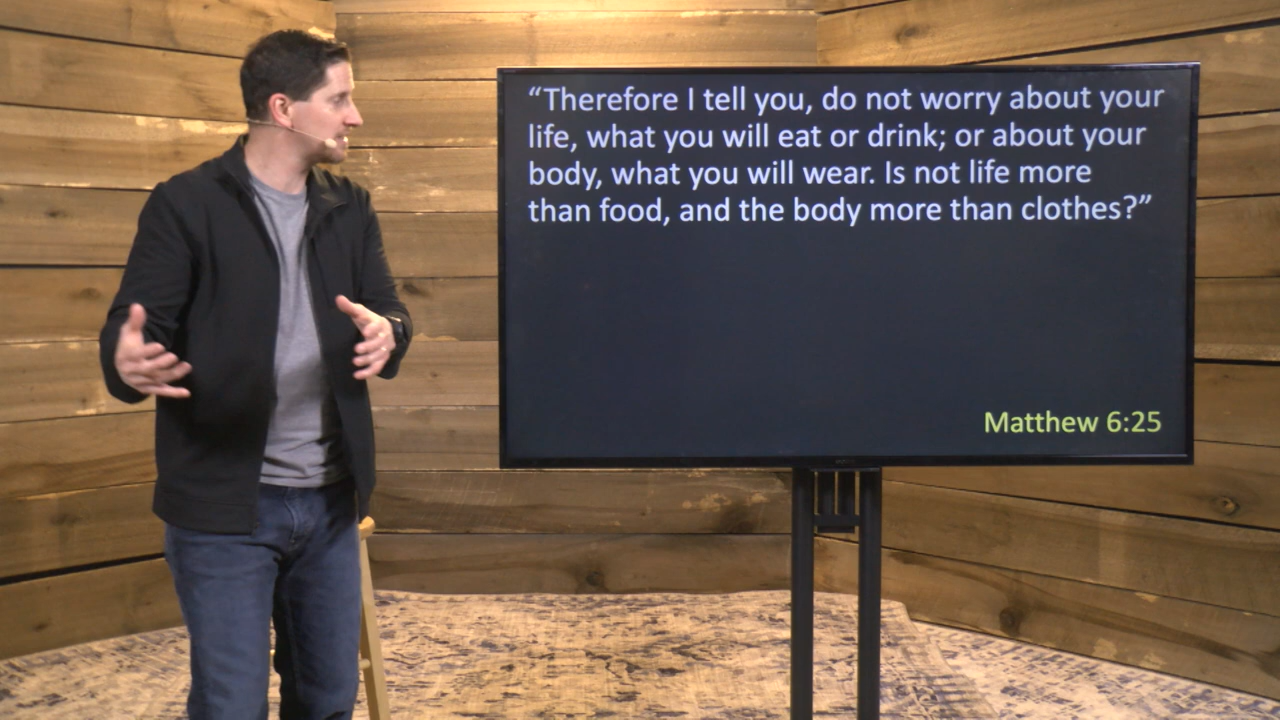 “Therefore I tell you, do not worry about your
life, what you will eat or drink; or about your
body, what you will wear. Is not life more
than food, and the body more than clothes?”
Matthew 6:25